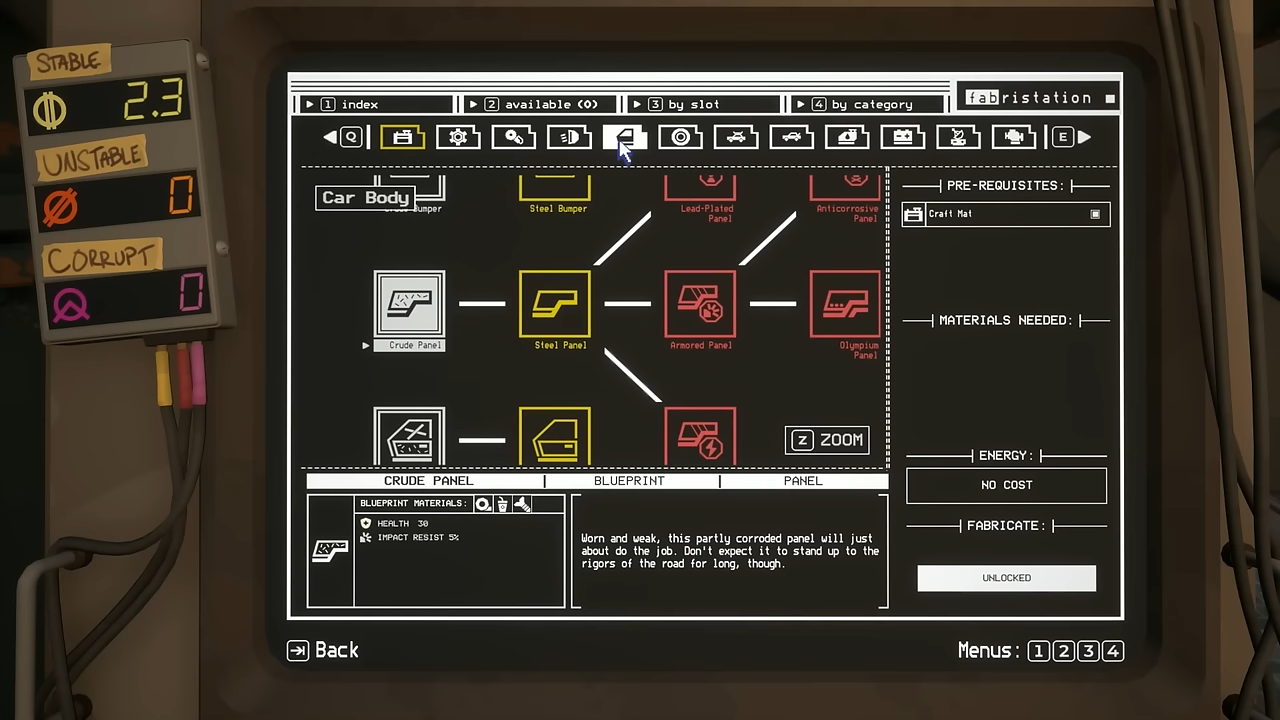 STABLE
2.3
UNSTABLE
0
CORRUPT
0
1 index
2 available (0)
3 by slot
4 by category
fabristation
Q
E
Car Body
Bumper
Steel Bumper
Lead-Plated
Panel
Anticorrosive
Panel
Crude Panel
Steel Panel
Armored Panel
Olympium
Panel
Z ZOOM
PRE-REQUISITES:
Craft Mat
MATERIALS NEEDED:
ENERGY:
NO COST
FABRICATE:
UNLOCKED
CRUDE PANEL
BLUEPRINT
PANEL
BLUEPRINT MATERIALS:
HEALTH 30
IMPACT RESIST 5%
Worn and weak, this partly corroded panel will just
about do the job. Don't expect it to stand up to the
rigors of the road for long, though.
Back
Menus: 1 2 3 4